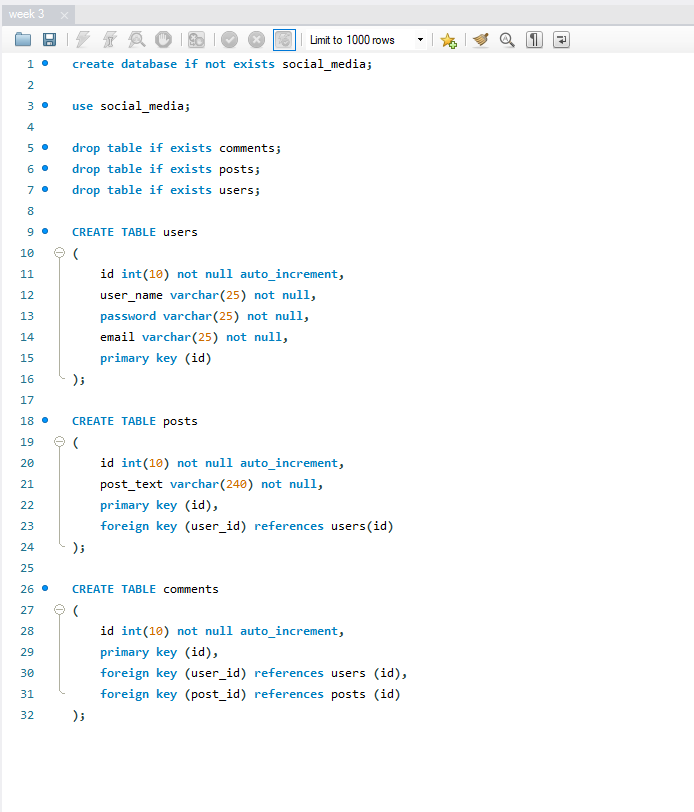 week 3
Limit to 1000 rows
1 create database if not exists social_media;
2
3 use social_media;
4
5 drop table if exists comments;
6 drop table if exists posts;
7 drop table if exists users;
8
9 CREATE TABLE users
10 (
11 id int(10) not null auto_increment,
12 user_name varchar(25) not null,
13 password varchar(25) not null,
14 email varchar(25) not null,
15 primary key (id)
16 );
17
18 CREATE TABLE posts
19 (
20 id int(10) not null auto_increment,
21 post_text varchar(240) not null,
22 primary key (id),
23 foreign key (user_id) references users(id)
24 );
25
26 CREATE TABLE comments
27 (
28 id int(10) not null auto_increment,
29 primary key (id),
30 foreign key (user_id) references users (id),
31 foreign key (post_id) references posts (id)
32 );